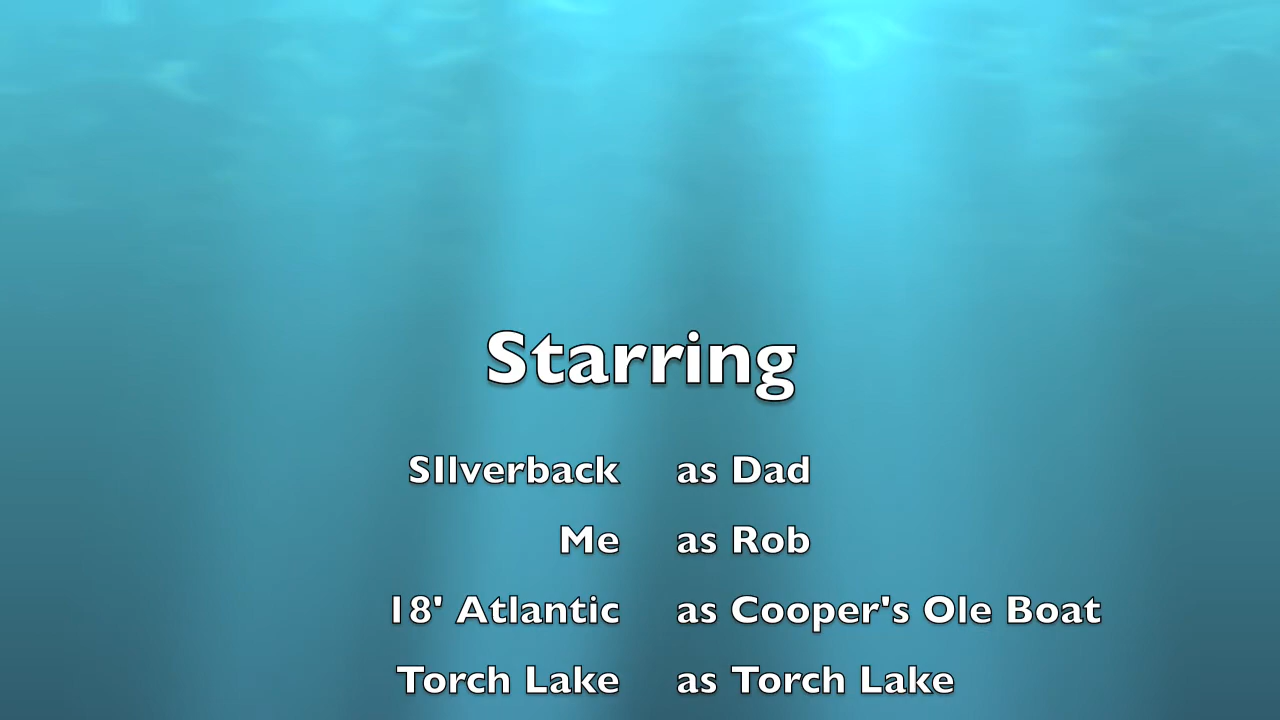 Starring
SIlverback as Dad
Me as Rob
18' Atlantic as Cooper's Ole Boat
Torch Lake as Torch Lake